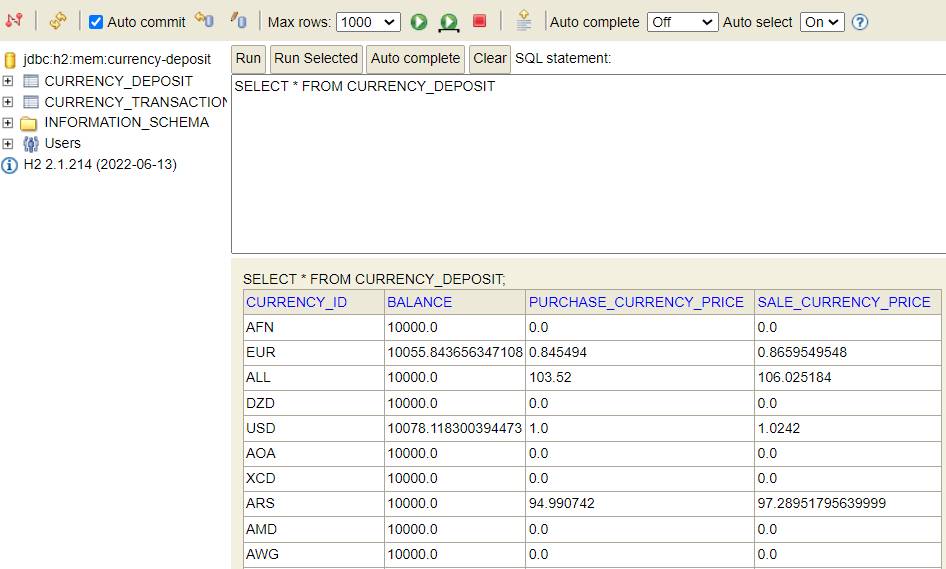 Auto commit Max rows: 1000 Auto complete Off Auto select On
jdbc:h2:mem:currency-deposit
CURRENCY_DEPOSIT
CURRENCY_TRANSACTION
INFORMATION_SCHEMA
Users
H2 2.1.214 (2022-06-13)
Run Run Selected Auto complete Clear SQL statement:
SELECT * FROM CURRENCY_DEPOSIT
SELECT * FROM CURRENCY_DEPOSIT;
CURRENCY_ID BALANCE PURCHASE_CURRENCY_PRICE SALE_CURRENCY_PRICE
AFN 10000.0 0.0 0.0
EUR 10055.843656347108 0.845494 0.8659549548
ALL 10000.0 103.52 106.025184
DZD 10000.0 0.0 0.0
USD 10078.118300394473 1.0 1.0242
AOA 10000.0 0.0 0.0
XCD 10000.0 0.0 0.0
ARS 10000.0 94.990742 97.28951795639999
AMD 10000.0 0.0 0.0
AWG 10000.0 0.0 0.0